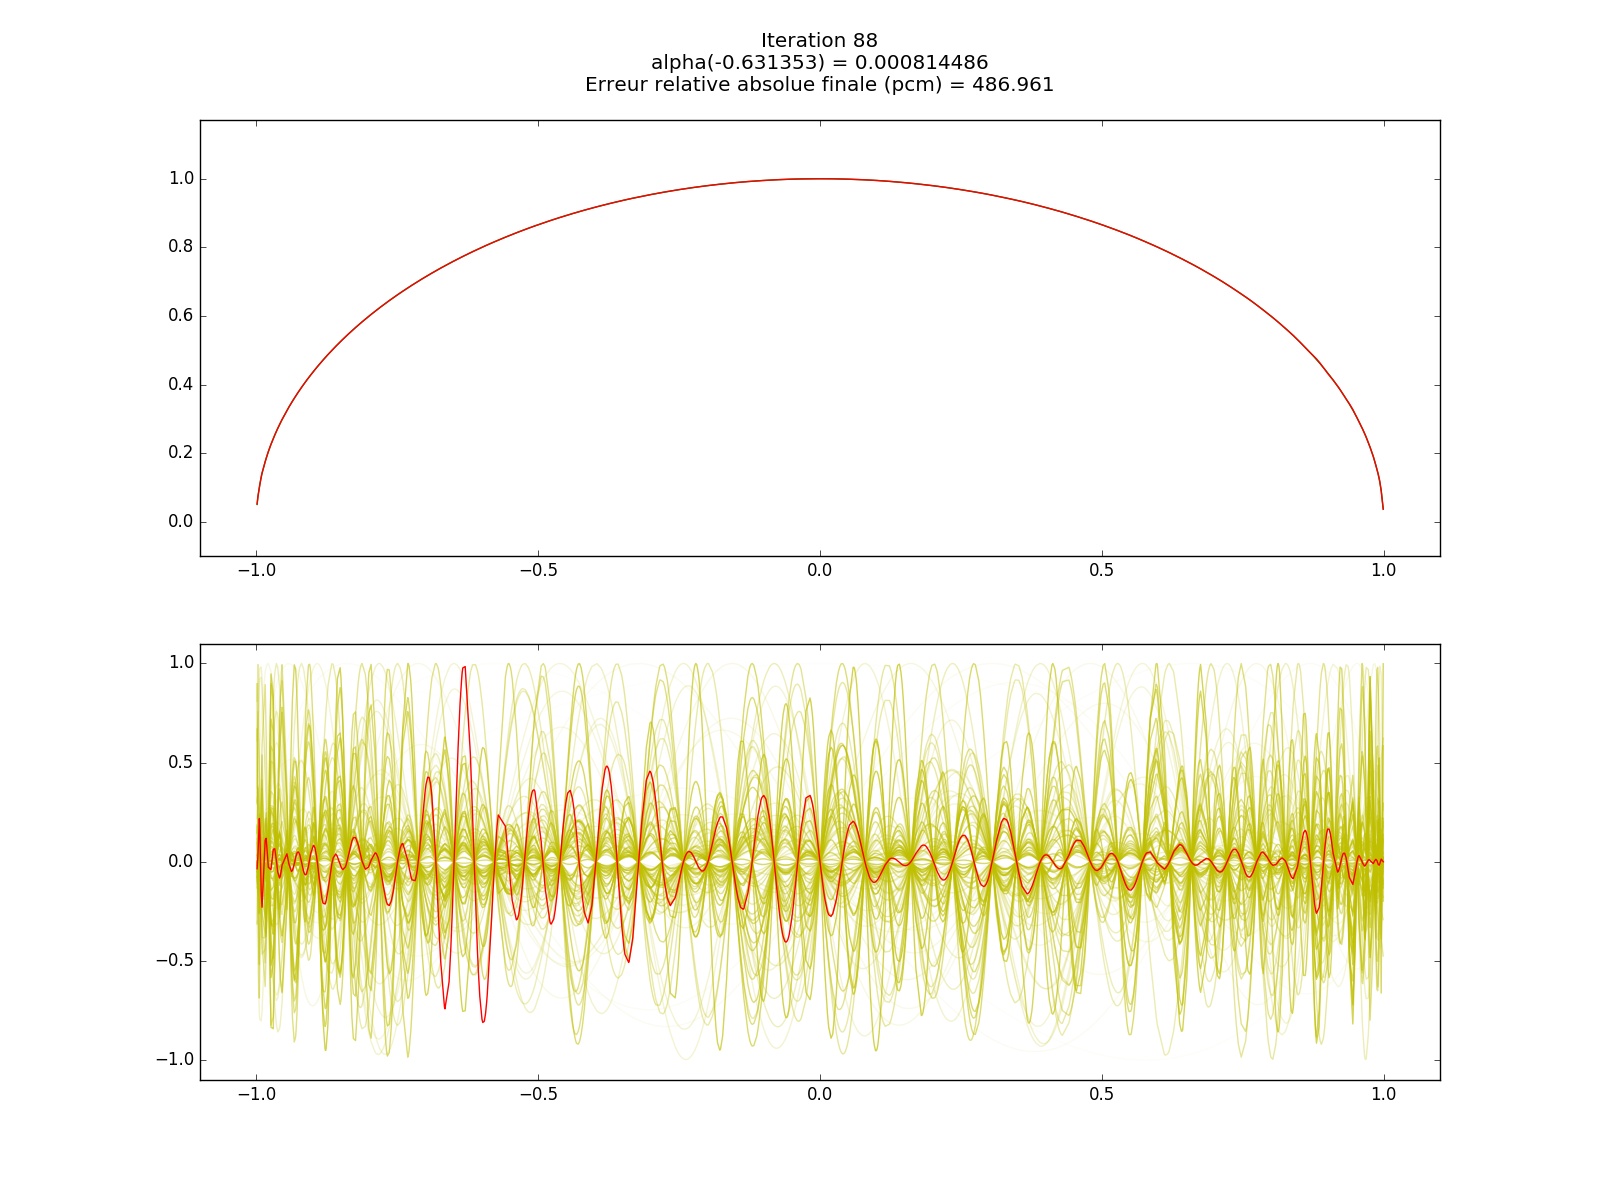 Iteration 88
alpha(-0.631353) = 0.000814486
Erreur relative absolue finale (pcm) = 486.961
1.0
0.8
0.6
0.4
0.2
0.0
−1.0 −0.5 0.0 0.5 1.0
1.0
0.5
0.0
−0.5
−1.0
−1.0 −0.5 0.0 0.5 1.0